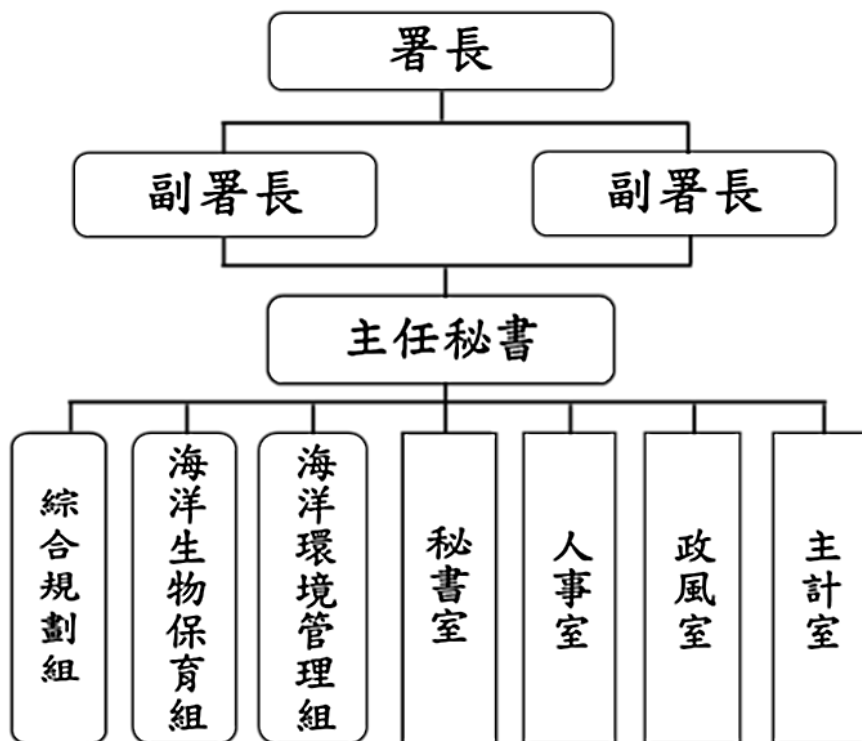 署長
副署長
副署長
主任秘書
綜合規劃組
海洋生物保育組
海洋環境管理組
秘書室
人事室
政風室
主計室